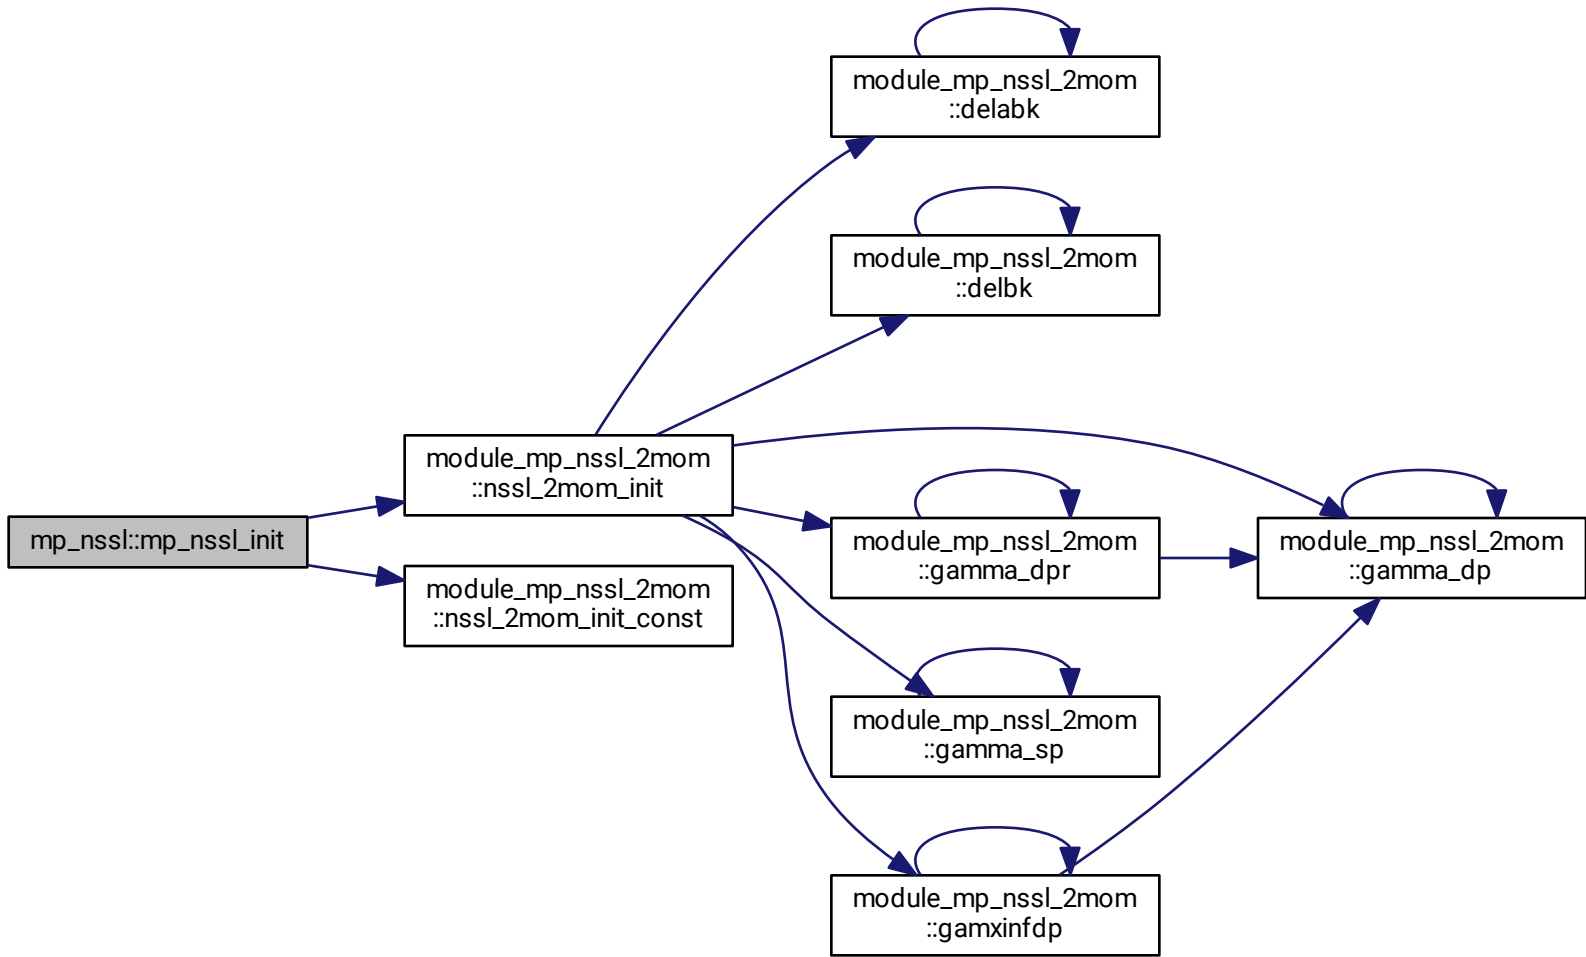 module_mp_nssl_2mom
::delabk
module_mp_nssl_2mom
::delbk
module_mp_nssl_2mom
::nssl_2mom_init
mp_nssl::mp_nssl_init
module_mp_nssl_2mom
::gamma_dpr
module_mp_nssl_2mom
::gamma_dp
module_mp_nssl_2mom
::nssl_2mom_init_const
module_mp_nssl_2mom
::gamma_sp
module_mp_nssl_2mom
::gamxinfdp